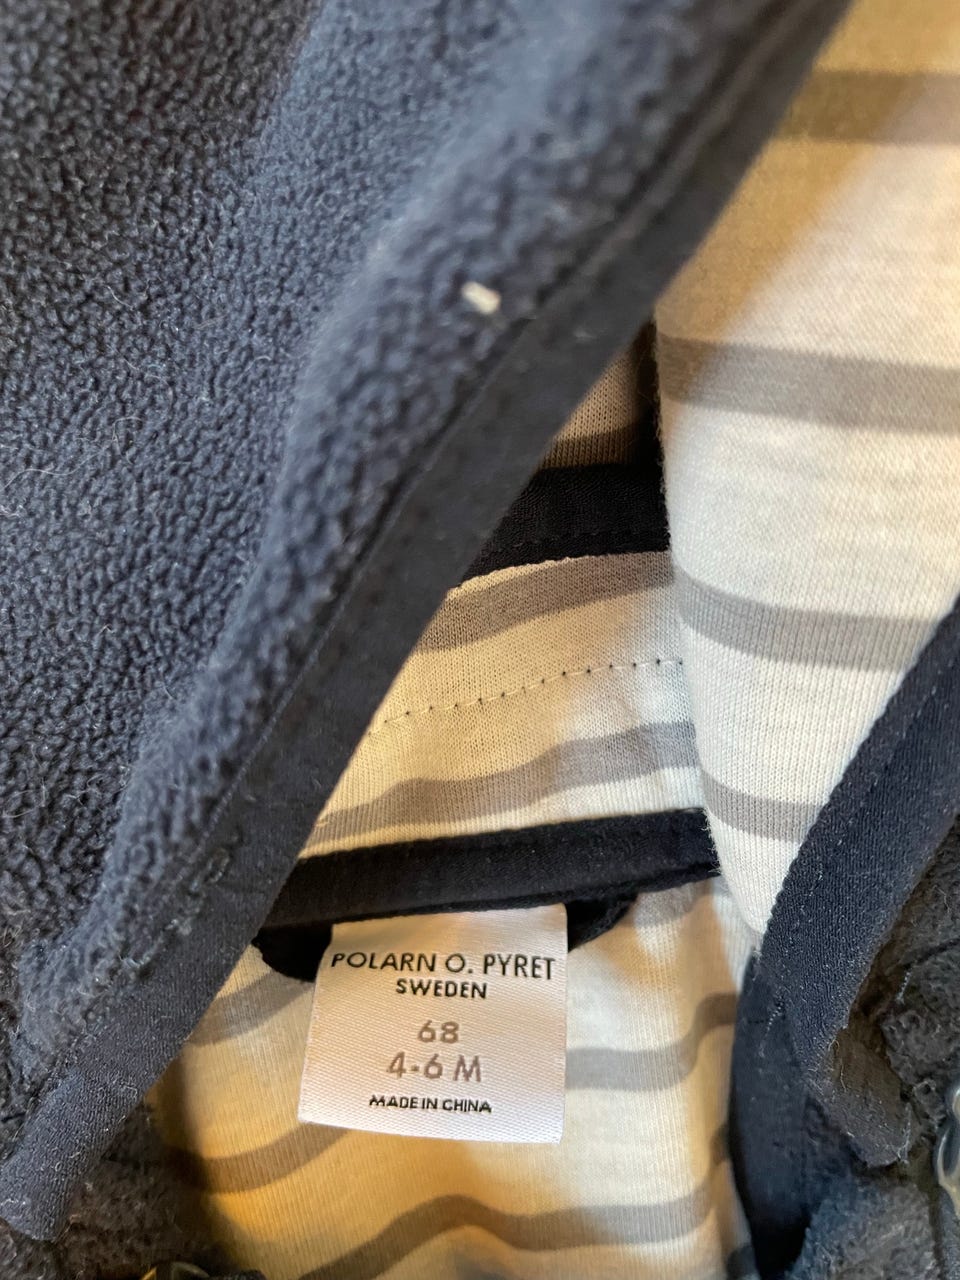 POLARN O. PYRET
SWEDEN
68
4-6 M
MADE IN CHINA